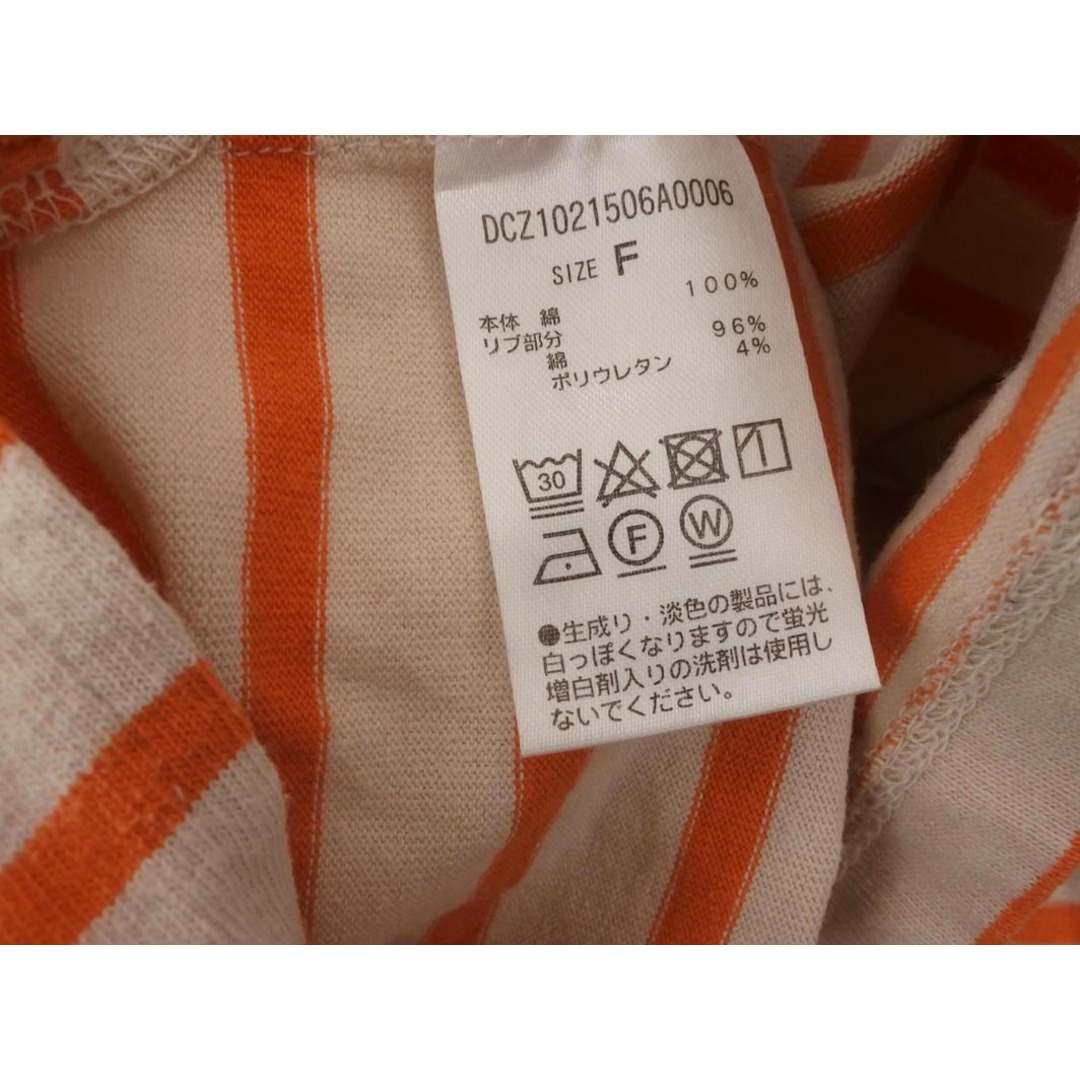 DCZ1021506A0006
SIZE F
本体 綿 100%
リブ部分
綿 96%
ポリウレタン 4%
30
F W
●生成り・淡色の製品には、
白っぽくなりますので蛍光
増白剤入りの洗剤は使用し
ないでください。